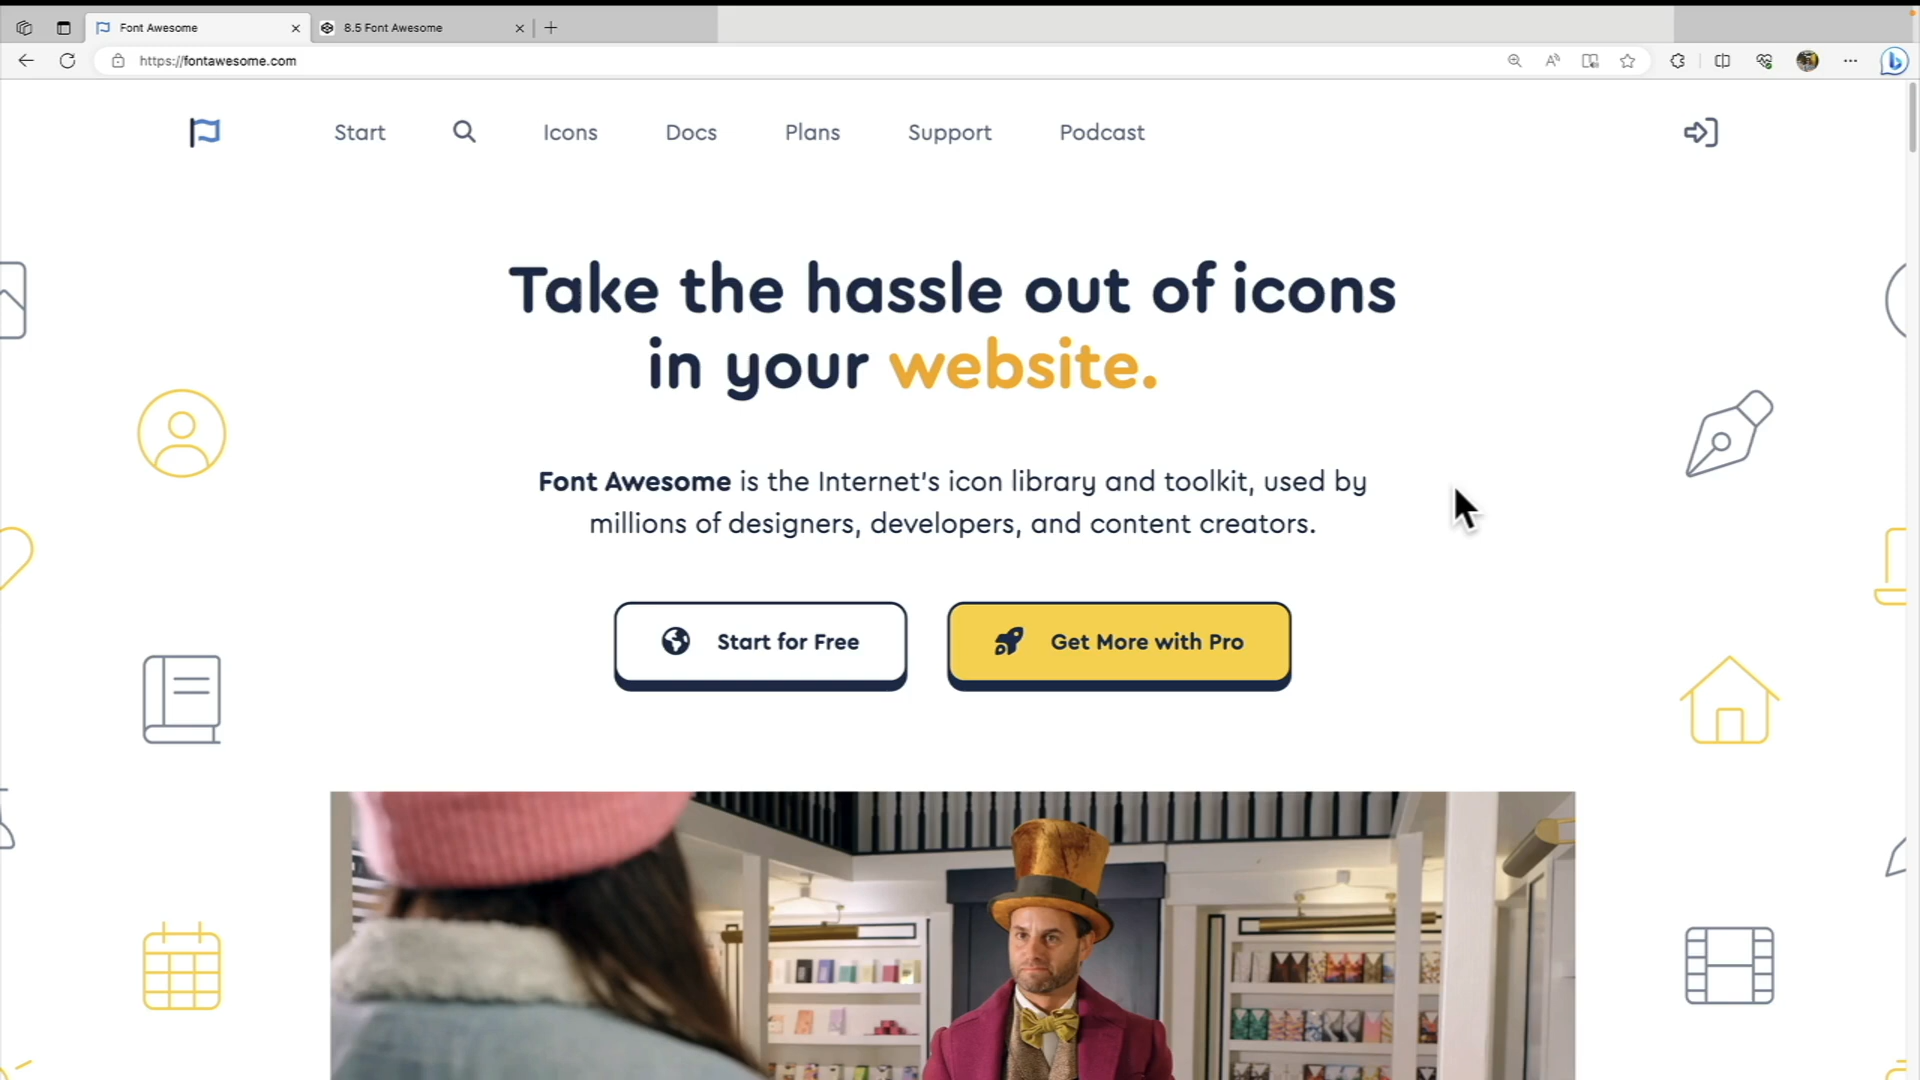 Font Awesome
8.5 Font Awesome
https://fontawesome.com
Start
Icons
Docs
Plans
Support
Podcast
Take the hassle out of icons
in your website.
Font Awesome is the Internet's icon library and toolkit, used by
millions of designers, developers, and content creators.
Start for Free
Get More with Pro